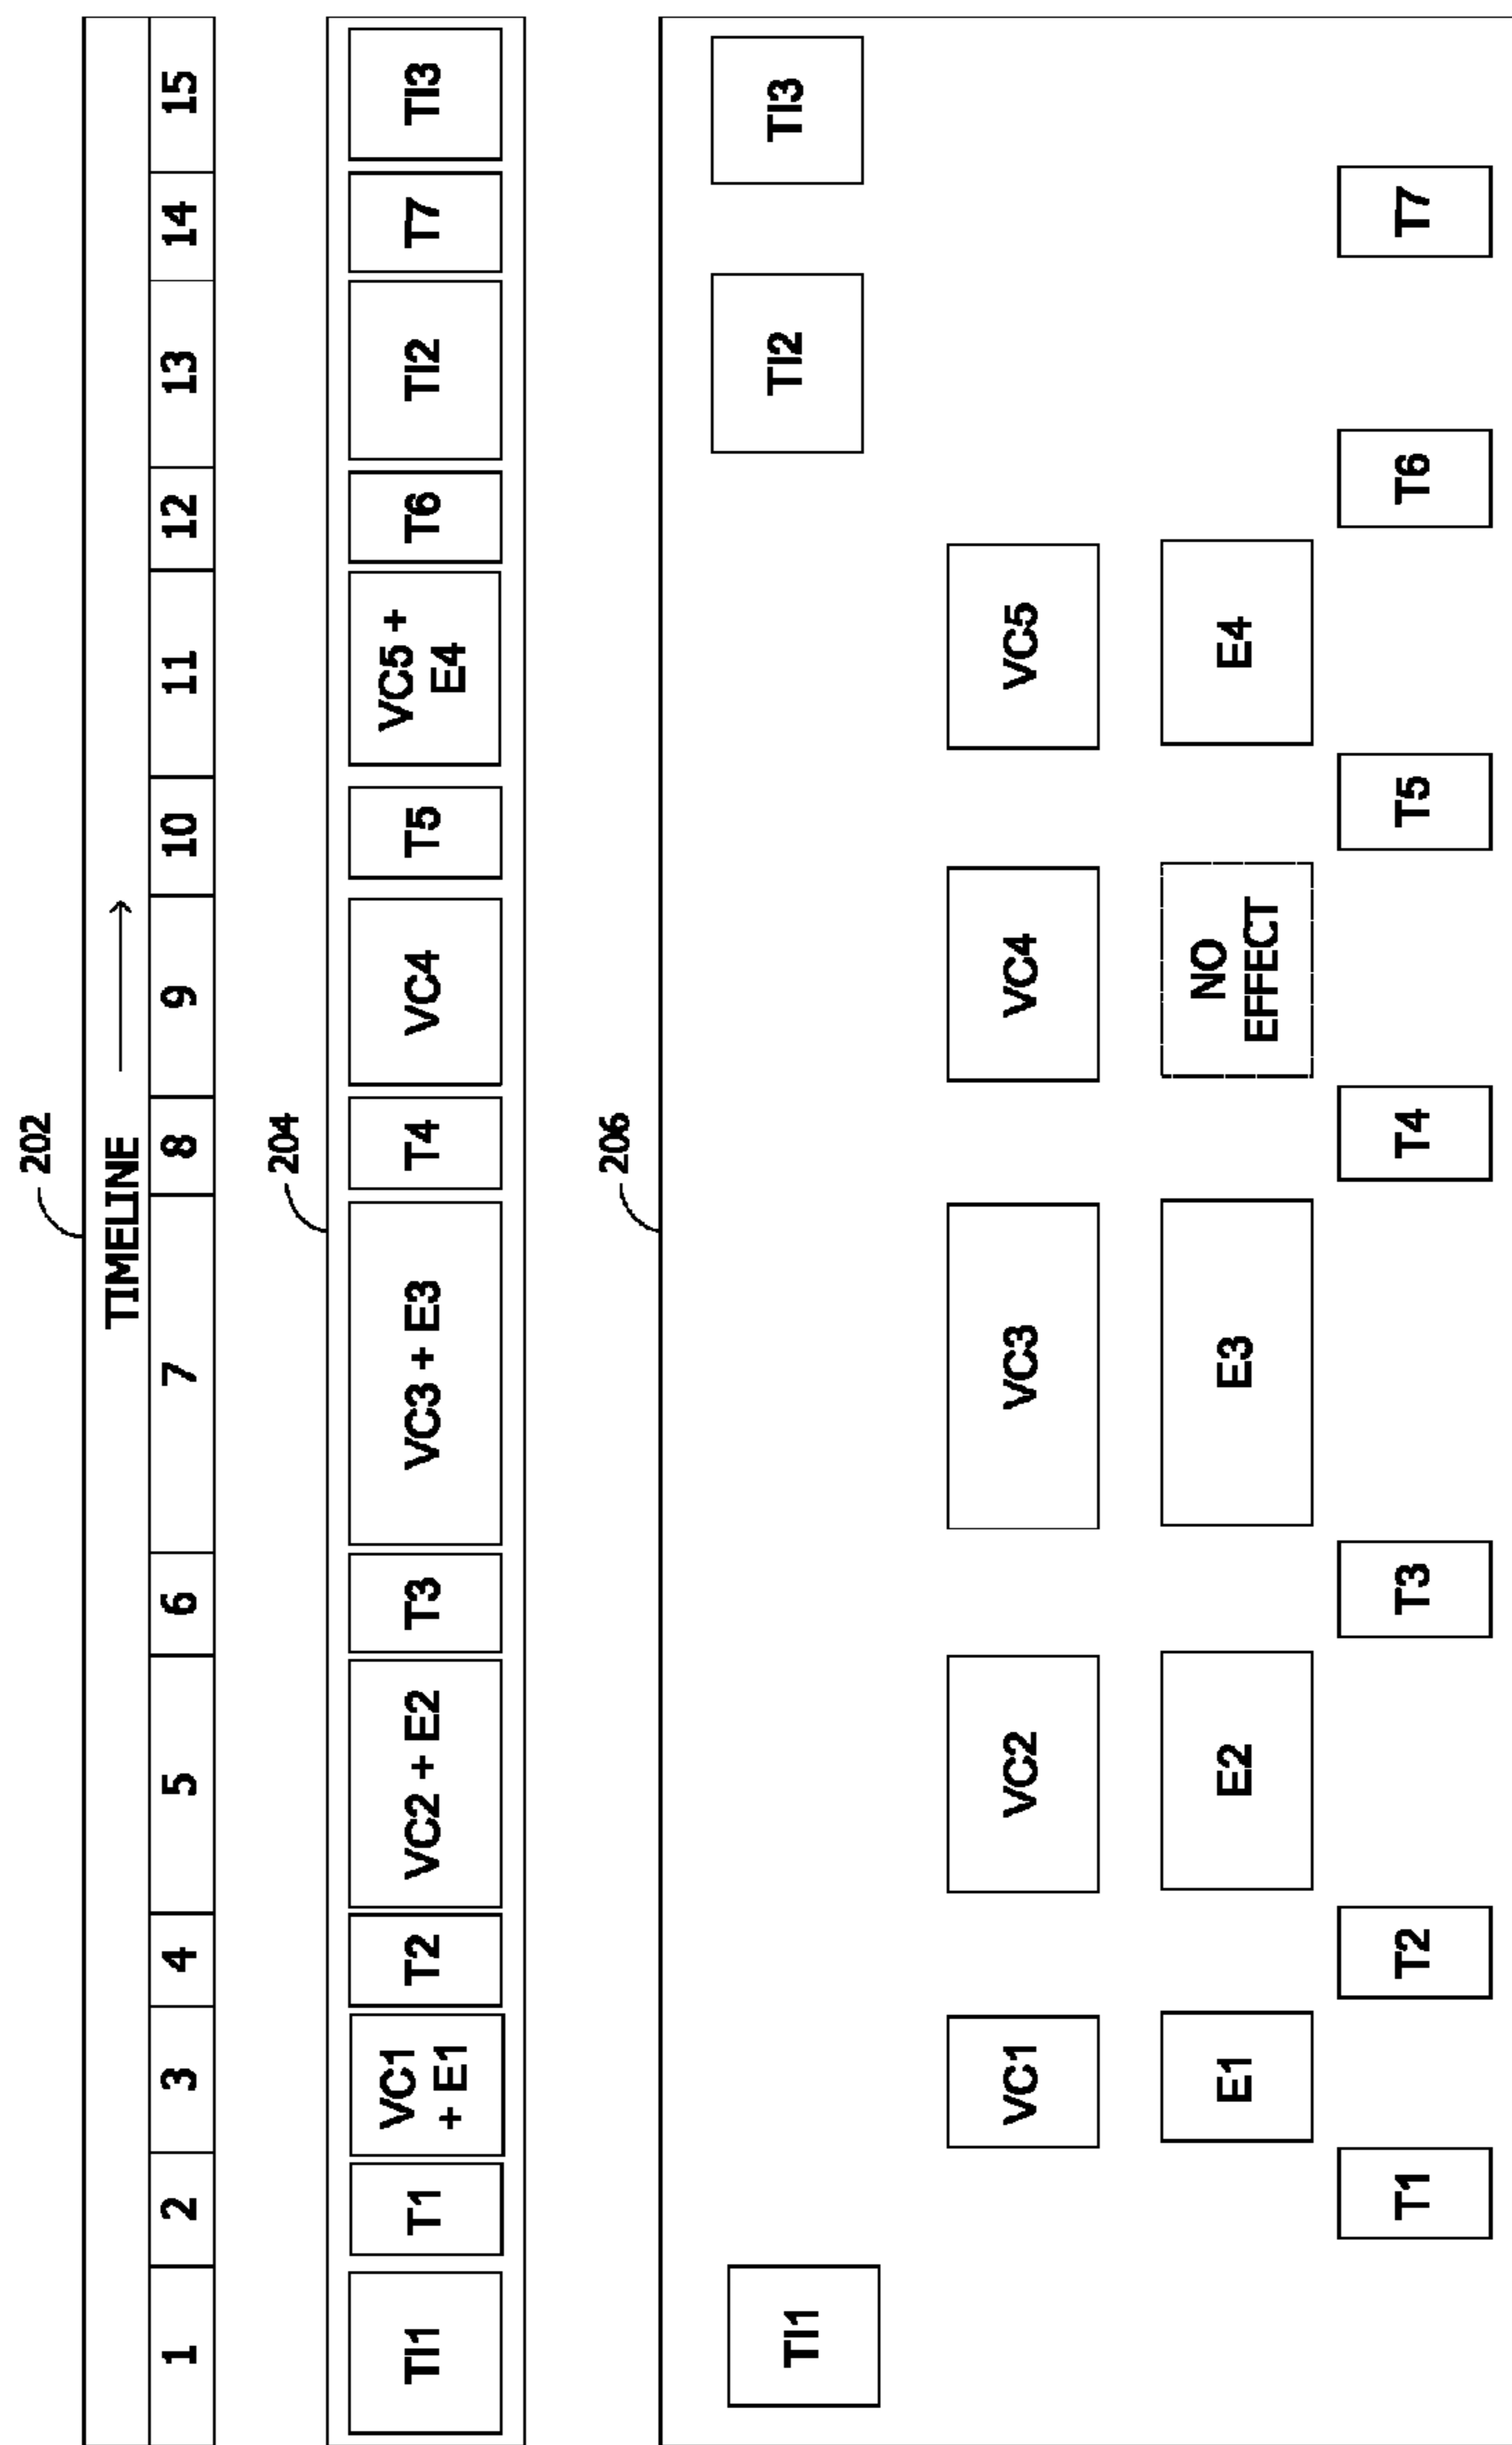 202
TIMELINE
1 2 3 4 5 6 7 8 9 10 11 12 13 14 15
204
TI1 T1 VC1 + E1 T2 VC2 + E2 T3 VC3 + E3 T4 VC4 T5 VC5 + E4 T6 TI2 T7 TI3
206
TI1 TI2 TI3
VC1 VC2 VC3 VC4 VC5
E1 E2 E3 NO EFFECT E4
T1 T2 T3 T4 T5 T6 T7